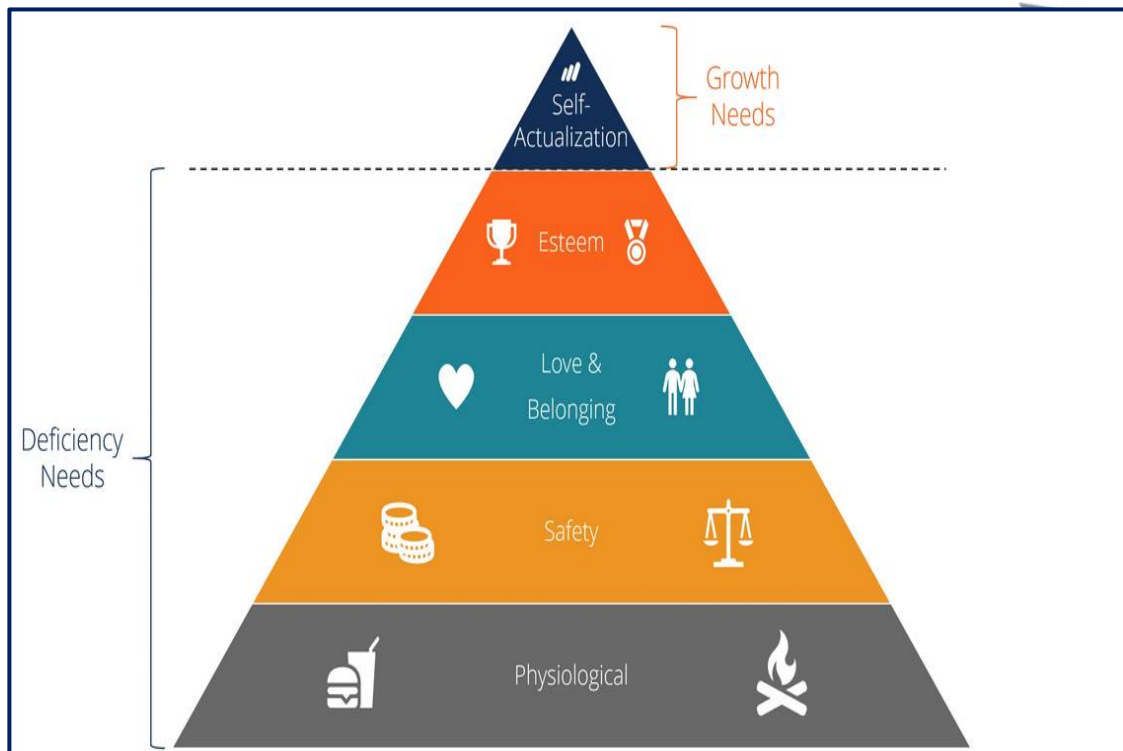 Growth
Needs
Self-
Actualization
Esteem
Love &
Belonging
Deficiency
Needs
Safety
Physiological